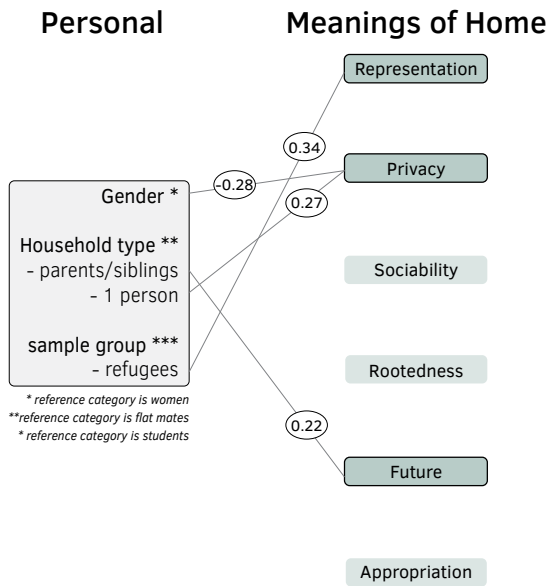 Personal
Meanings of Home
Representation
0.34
Privacy
Gender *
-0.28
0.27
Household type **
- parents/siblings
- 1 person
Sociability
sample group ***
- refugees
Rootedness
* reference category is women
**reference category is flat mates
* reference category is students
0.22
Future
Appropriation